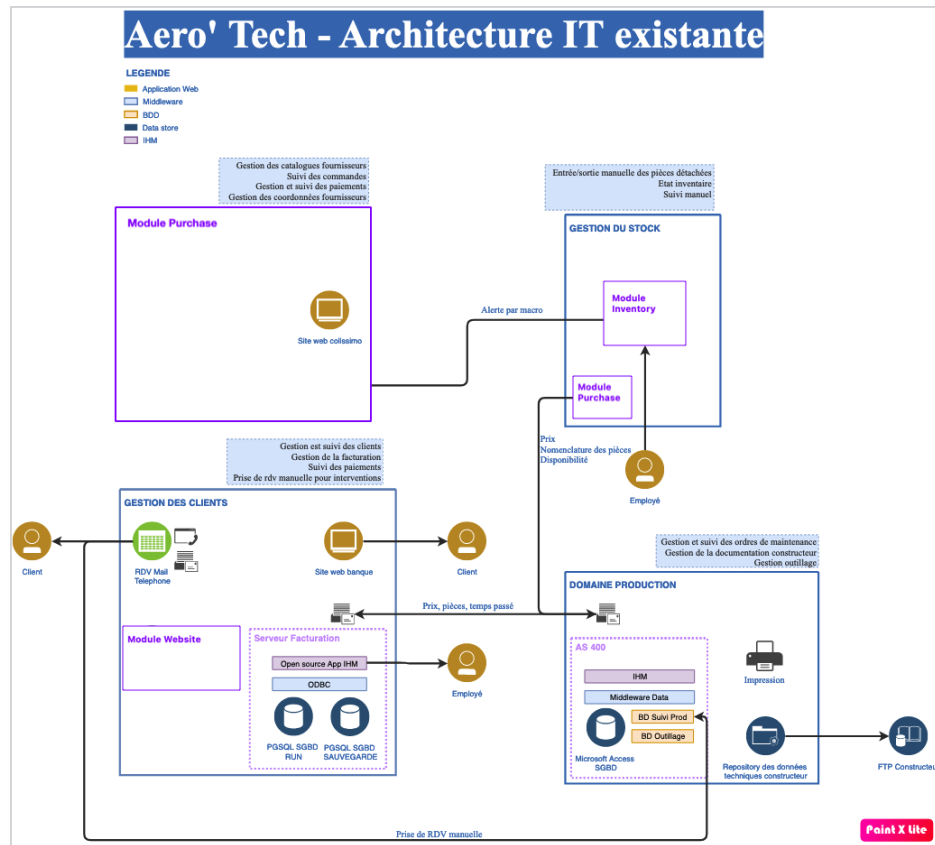 Aero' Tech - Architecture IT existante
LEGENDE
Application Web
Middleware
BDD
Data store
IHM
Gestion des catalogues fournisseurs
Suivi des commandes
Gestion et suivi des paiements
Gestion des coordonnées fournisseurs
Entrée/sortie manuelle des pièces détachées
Etat inventaire
Suivi manuel
Module Purchase
Site web colissimo
Alerte par macro
GESTION DU STOCK
Module
Inventory
Module
Purchase
Prix
Nomenclature des pièces
Disponibilité
Employé
Gestion est suivi des clients
Gestion de la facturation
Suivi des paiements
Prise de rdv manuelle pour interventions
GESTION DES CLIENTS
Client
RDV Mail
Telephone
Site web banque
Client
Prix, pièces, temps passé
Module Website
Serveur Facturation
Open source App IHM
ODBC
PGSQL SGBD
RUN
PGSQL SGBD
SAUVEGARDE
Employé
Gestion et suivi des ordres de maintenance
Gestion de la documentation constructeur
Gestion outillage
DOMAINE PRODUCTION
AS 400
IHM
Middleware Data
BD Suivi Prod
BD Outillage
Microsoft Access
SGBD
Impression
Repository des données
techniques constructeur
FTP Constructeu
Prise de RDV manuelle
Paint X Lite